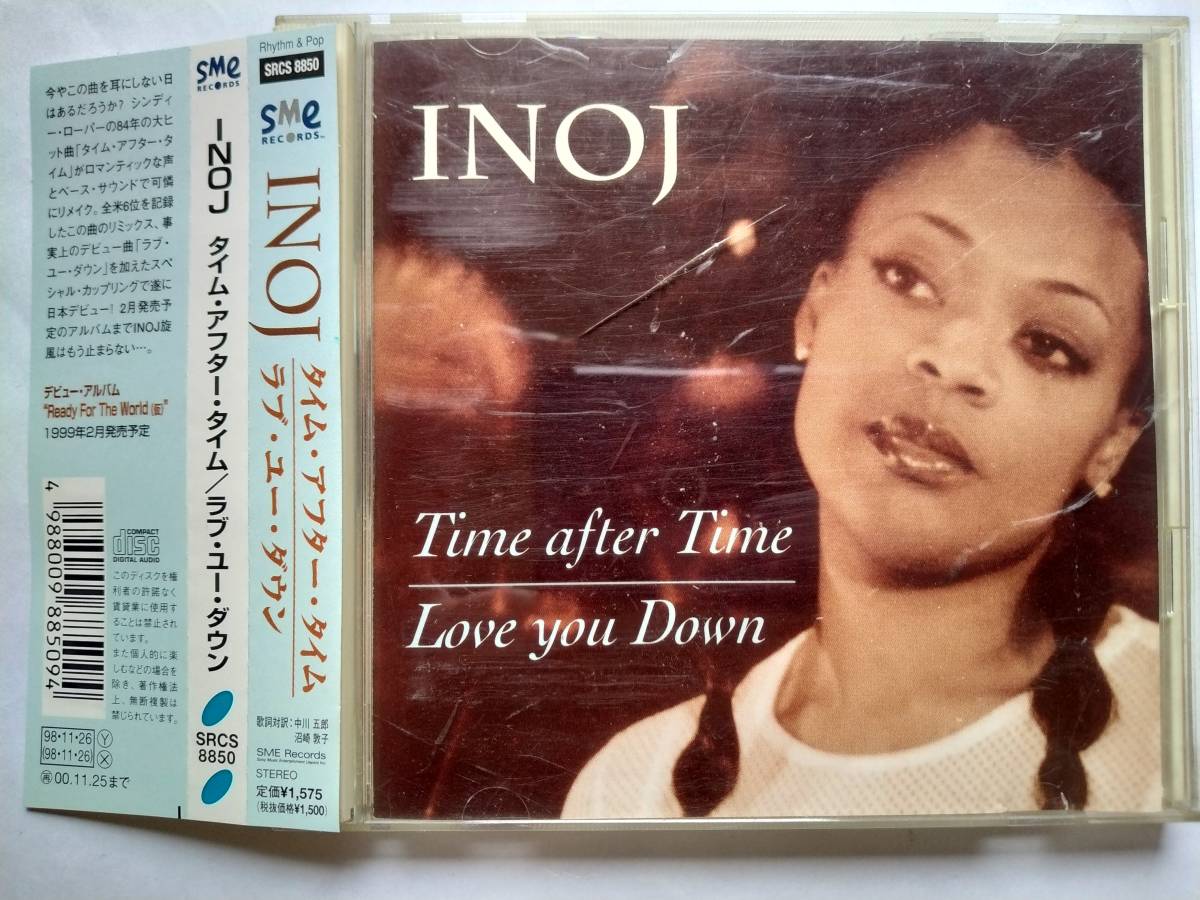 今やこの曲を耳にしない日
はあるだろうか? シンディ
ー・ローパーの84年の大ヒ
ット曲「タイム・アフター・タ
イム」がロマンティックな声
とベース・サウンドで可憐
にリメイク。全米6位を記録
したこの曲のリミックス、事
実上のデビュー曲「ラブ・
ユー・ダウン」を加えたスペ
シャル・カップリングで遂に
日本デビュー! 2月発売予
定のアルバムまでINOJ旋
風はもう止まらない…。
デビュー・アルバム
"Ready For The World (仮)"
1999年2月発売予定
4 988009 885094
COMPACT
disc
DIGITAL AUDIO
このディスクを権
利者の許諾なく
賃貸業に使用す
ることは禁止され
ています。
また個人的に楽
しむなどの場合を
除き、著作権法
上、無断複製は
禁じられています。
98・11・26 Y
(98・11・26) X
再 00.11.25まで
SME
RECORDS
INOJ タイム・アフター・タイム/ラブ・ユー・ダウン
SRCS
8850
Rhythm & Pop
SRCS 8850
SME
RECORDS™
INOJ
タイム・アフター・タイム
ラブ・ユー・ダウン
歌詞対訳:中川 五郎
沼崎 敦子
SME Records
Sony Music Entertainment (Japan) Inc.
STEREO
定価¥1,575
(税抜価格¥1,500)
INOJ
Time after Time
Love you Down